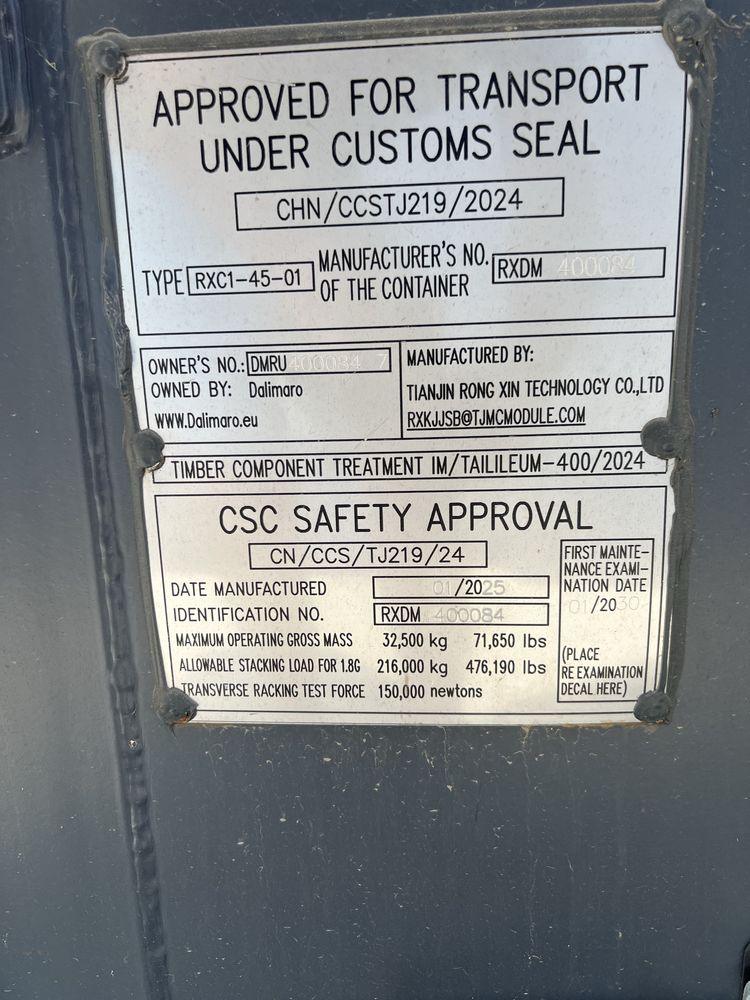 APPROVED FOR TRANSPORT
UNDER CUSTOMS SEAL
CHN/CCSTJ219/2024
TYPE RXC1-45-01 MANUFACTURER'S NO. OF THE CONTAINER RXDM 400084
OWNER'S NO.: DMRU 400084 7
OWNED BY: Dalimaro
WWW.Dalimaro.eu
MANUFACTURED BY:
TIANJIN RONG XIN TECHNOLOGY CO.,LTD
RXKJJSB@TJMCMODULE.COM
TIMBER COMPONENT TREATMENT IM/TAILILEUM-400/2024
CSC SAFETY APPROVAL
CN/CCS/TJ219/24
DATE MANUFACTURED 01/2025
IDENTIFICATION NO. RXDM 400084
MAXIMUM OPERATING GROSS MASS 32,500 kg 71,650 lbs
ALLOWABLE STACKING LOAD FOR 1.8G 216,000 kg 476,190 lbs
TRANSVERSE RACKING TEST FORCE 150,000 newtons
FIRST MAINTE-
NANCE EXAMI-
NATION DATE
01/2030
(PLACE
RE EXAMINATION
DECAL HERE)